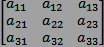 [a₁₁ a₁₂ a₁₃
a₂₁ a₂₂ a₂₃
a₃₁ a₃₂ a₃₃]